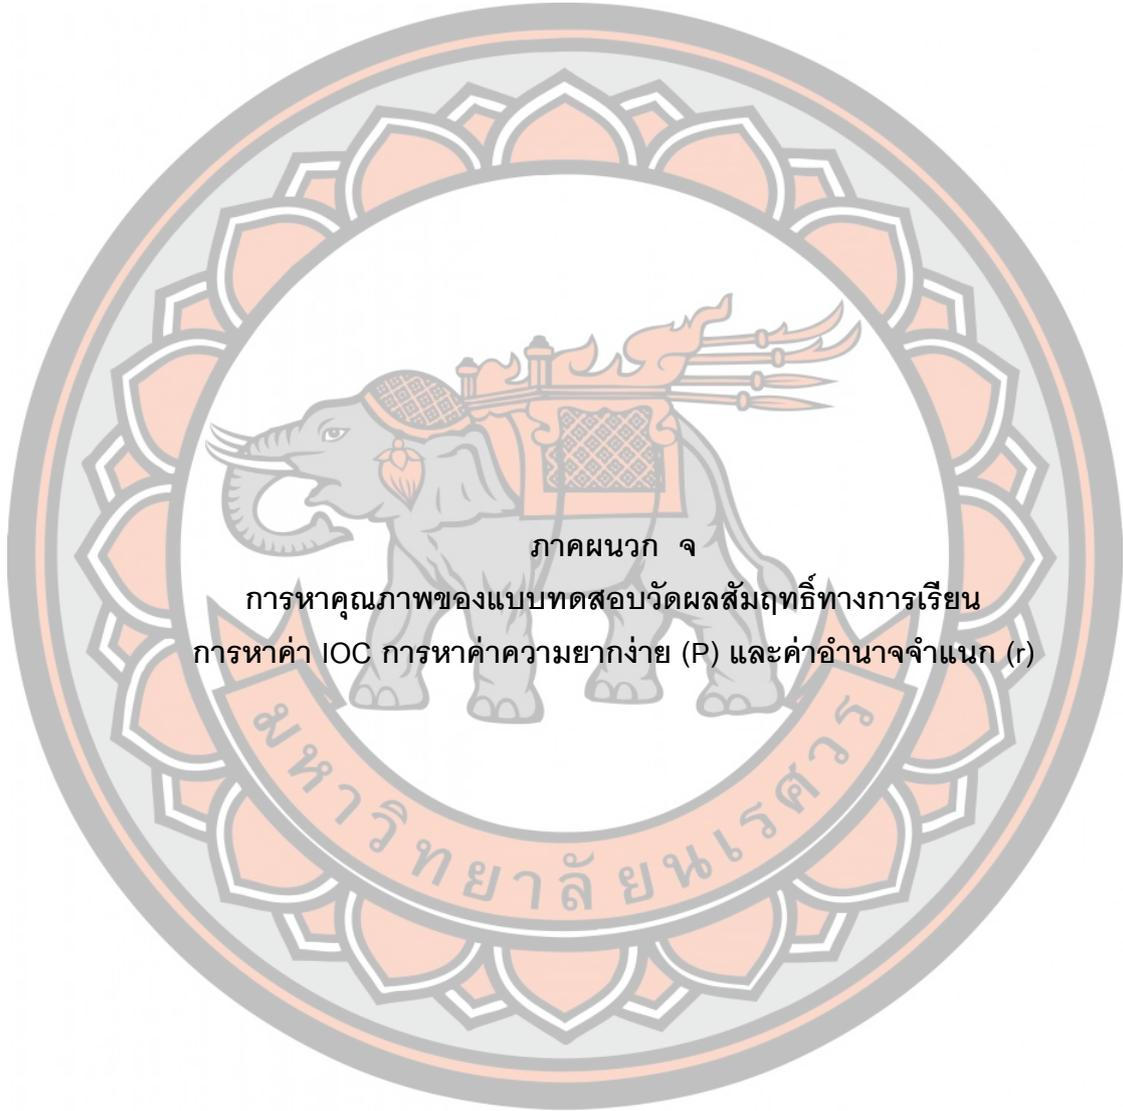 ภาคผนวก จ
การหาคุณภาพของแบบทดสอบวัดผลสัมฤทธิ์ทางการเรียน
การหาค่า IOC การหาค่าความยากง่าย (P) และค่าอำนาจจำแนก (r)
มหาวิทยาลัยนเรศวร